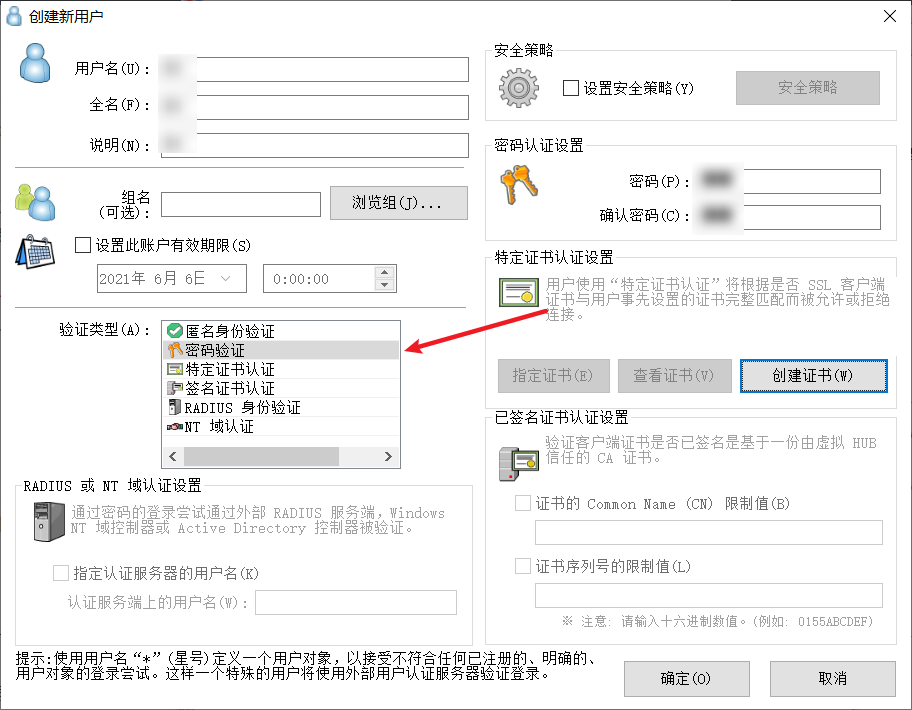 创建新用户
用户名(U):
全名(F):
说明(N):
组名
(可选):
浏览组(J)...
设置此账户有效期限(S)
2021年 6月 6日
0:00:00
验证类型(A):
匿名身份验证
密码验证
特定证书认证
签名证书认证
RADIUS 身份验证
NT 域认证
RADIUS 或 NT 域认证设置
通过密码的登录尝试通过外部 RADIUS 服务端，Windows
NT 域控制器或 Active Directory 控制器被验证。
指定认证服务器的用户名(K)
认证服务端上的用户名(W):
安全策略
设置安全策略(Y)
安全策略
密码认证设置
密码(P):
确认密码(C):
特定证书认证设置
用户使用“特定证书认证”将根据是否 SSL 客户端
证书与用户事先设置的证书完整匹配而被允许或拒绝
连接。
指定证书(E)
查看证书(V)
创建证书(W)
已签名证书认证设置
验证客户端证书是否已签名是基于一份由虚拟 HUB
信任的 CA 证书。
证书的 Common Name (CN) 限制值(B)
证书序列号的限制值(L)
※ 注意: 请输入十六进制数值。(例如: 0155ABCDEF)
提示:使用用户名“*”(星号)定义一个用户对象，以接受不符合任何已注册的、明确的、
用户对象的登录尝试。这样一个特殊的用户将使用外部用户认证服务器验证登录。
确定(O)
取消